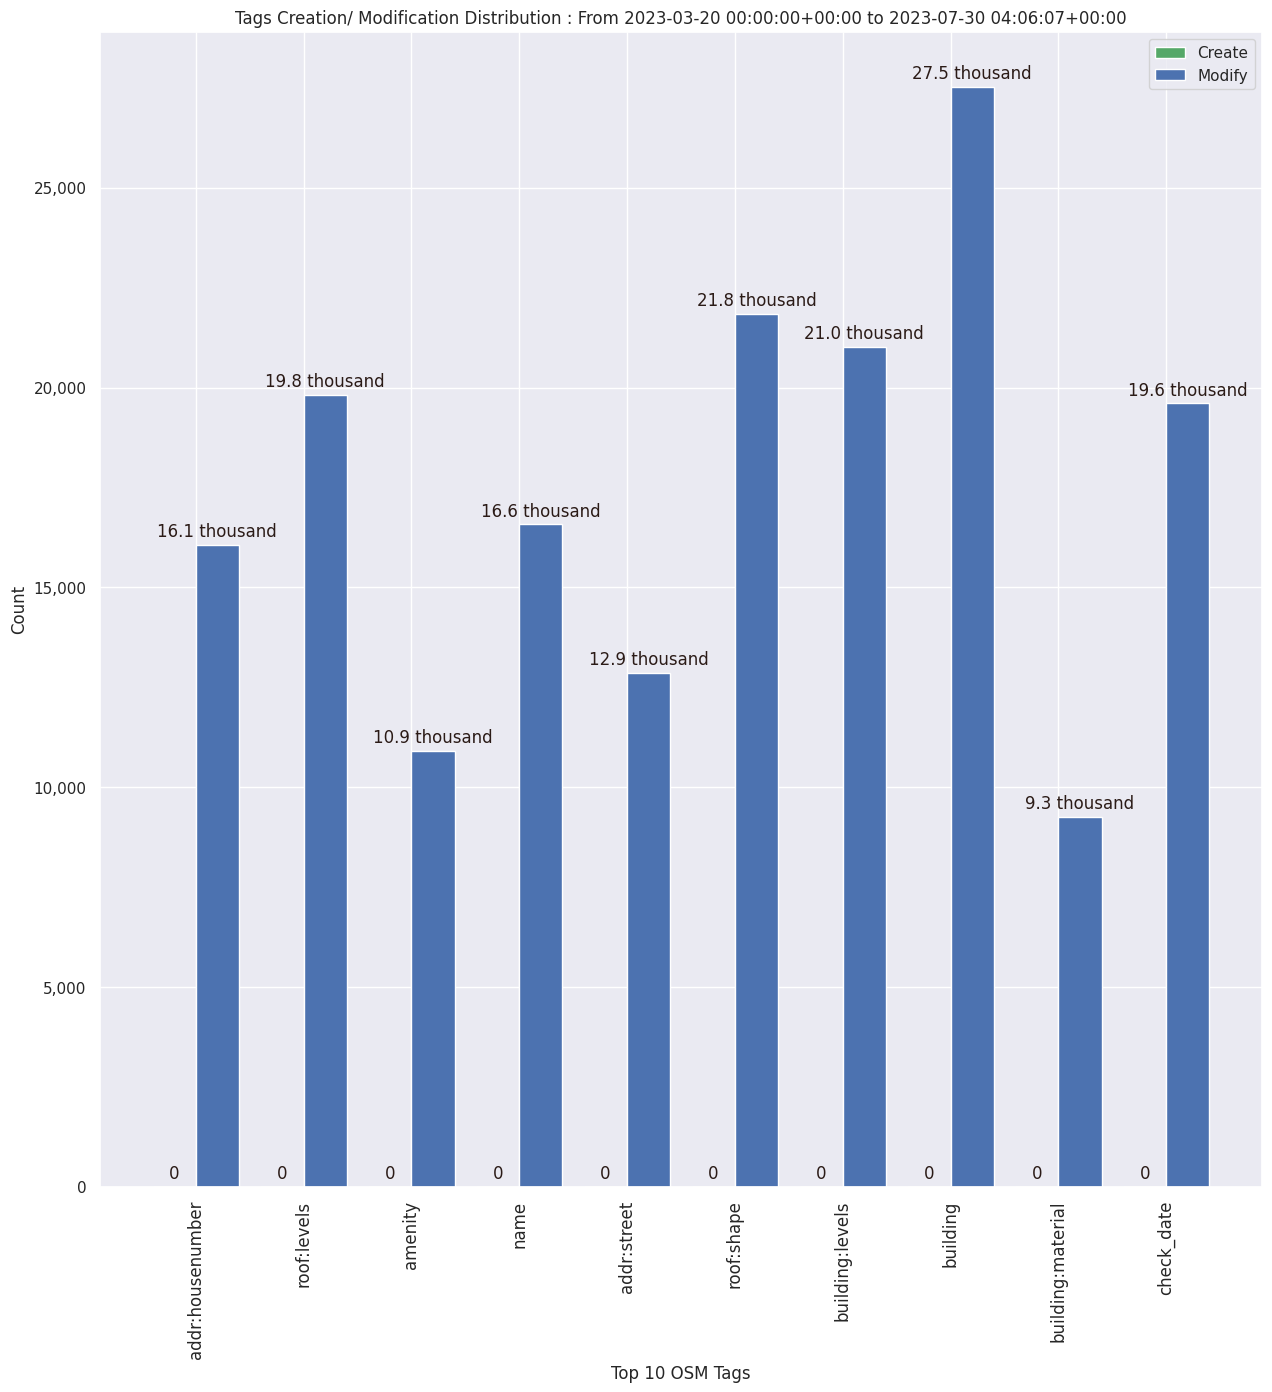 Tags Creation/ Modification Distribution : From 2023-03-20 00:00:00+00:00 to 2023-07-30 04:06:07+00:00
Create
Modify
27.5 thousand
25,000
21.8 thousand
21.0 thousand
20,000
19.8 thousand
19.6 thousand
16.6 thousand
16.1 thousand
15,000
Count
12.9 thousand
10.9 thousand
10,000
9.3 thousand
5,000
0
0 0 0 0 0 0 0 0 0 0
addr:housenumber
roof:levels
amenity
name
addr:street
roof:shape
building:levels
building
building:material
check_date
Top 10 OSM Tags